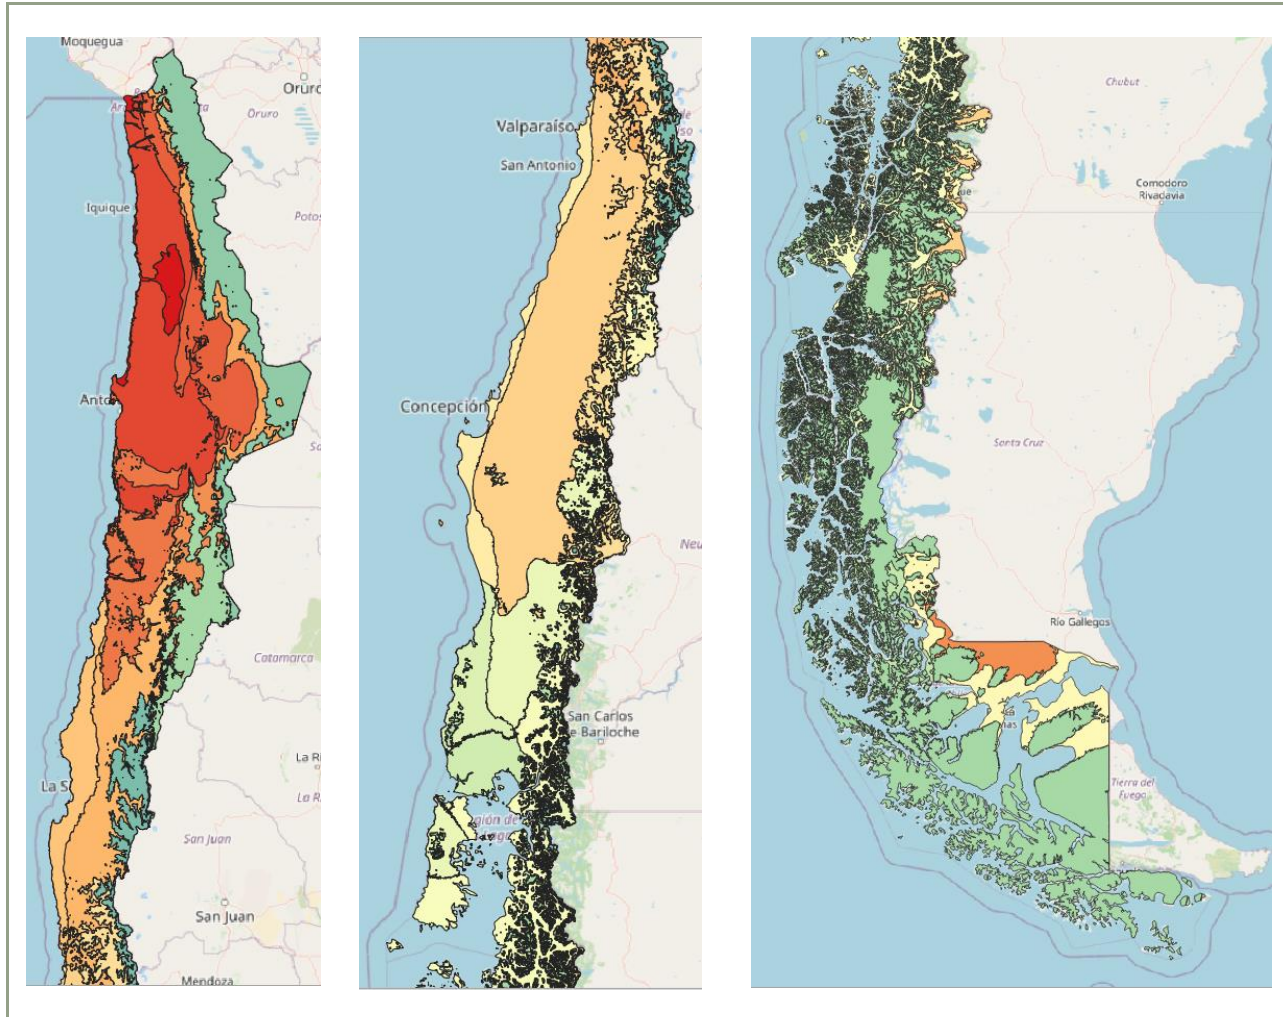 Moquegua
Oruro
Oruro
Iquique
Potos
Anto
Catamarca
La S
La Ri
La R
San Juan
San Juan
Mendoza
Valparaíso
San Antonio
Concepción
Neu
San Carlos
e Bariloche
Chubut
Comodoro
Rivadavia
Santa Cruz
Río Gallegos
Tierra del
Fuego